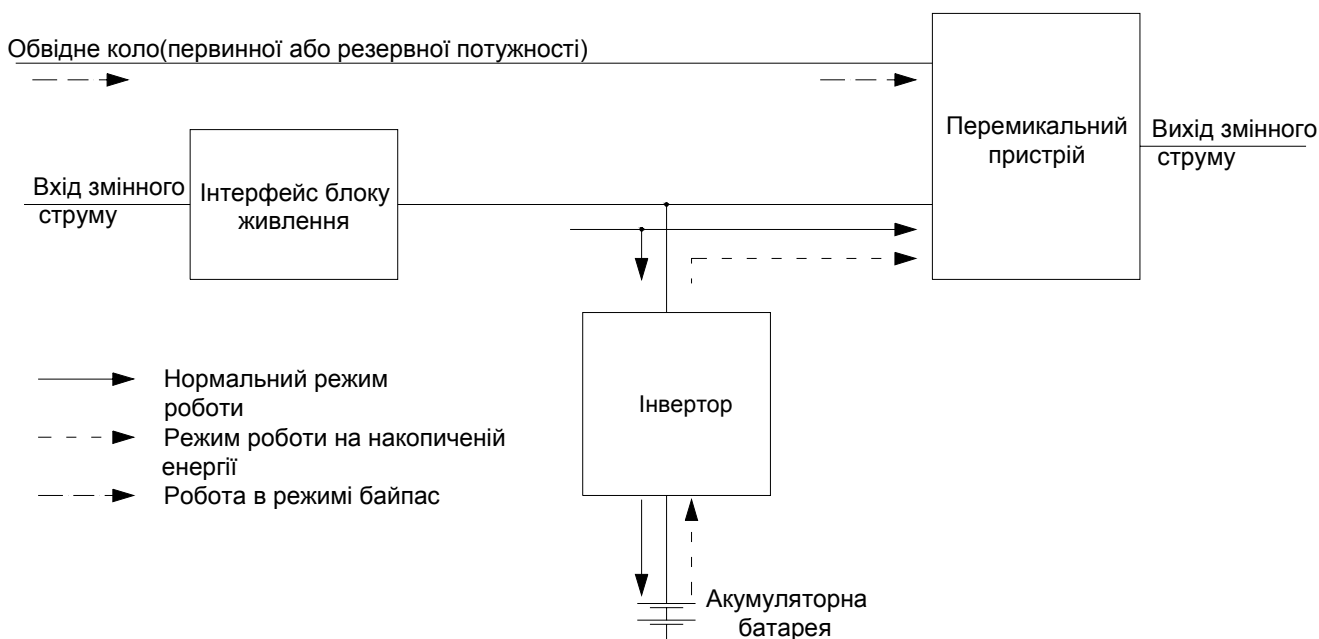 Обвідне коло(первинної або резервної потужності)
Перемикальний
пристрій
Вихід змінного
струму
Вхід змінного
струму
Інтерфейс блоку
живлення
Інвертор
Нормальний режим
роботи
Режим роботи на накопиченій
енергії
Робота в режимі байпас
Акумуляторна
батарея